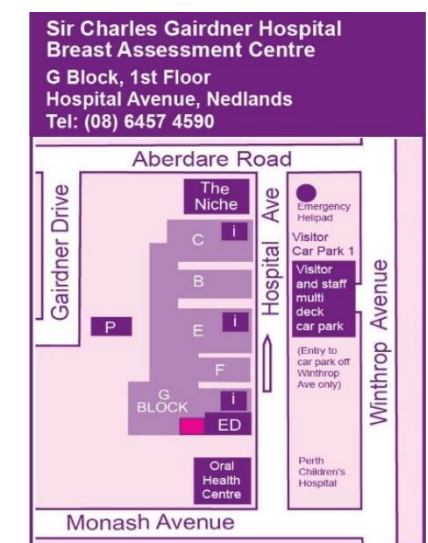 Sir Charles Gairdner Hospital
Breast Assessment Centre
G Block, 1st Floor
Hospital Avenue, Nedlands
Tel: (08) 6457 4590
Aberdare Road
Gairdner Drive
The
Niche
C
i
B
E
i
P
F
G
BLOCK
i
ED
Oral
Health
Centre
Hospital Ave
Emergency
Helipad
Visitor
Car Park 1
Visitor
and staff
multi
deck
car park
(Entry to
car park off
Winthrop
Ave only)
Perth
Children's
Hospital
Winthrop Avenue
Monash Avenue